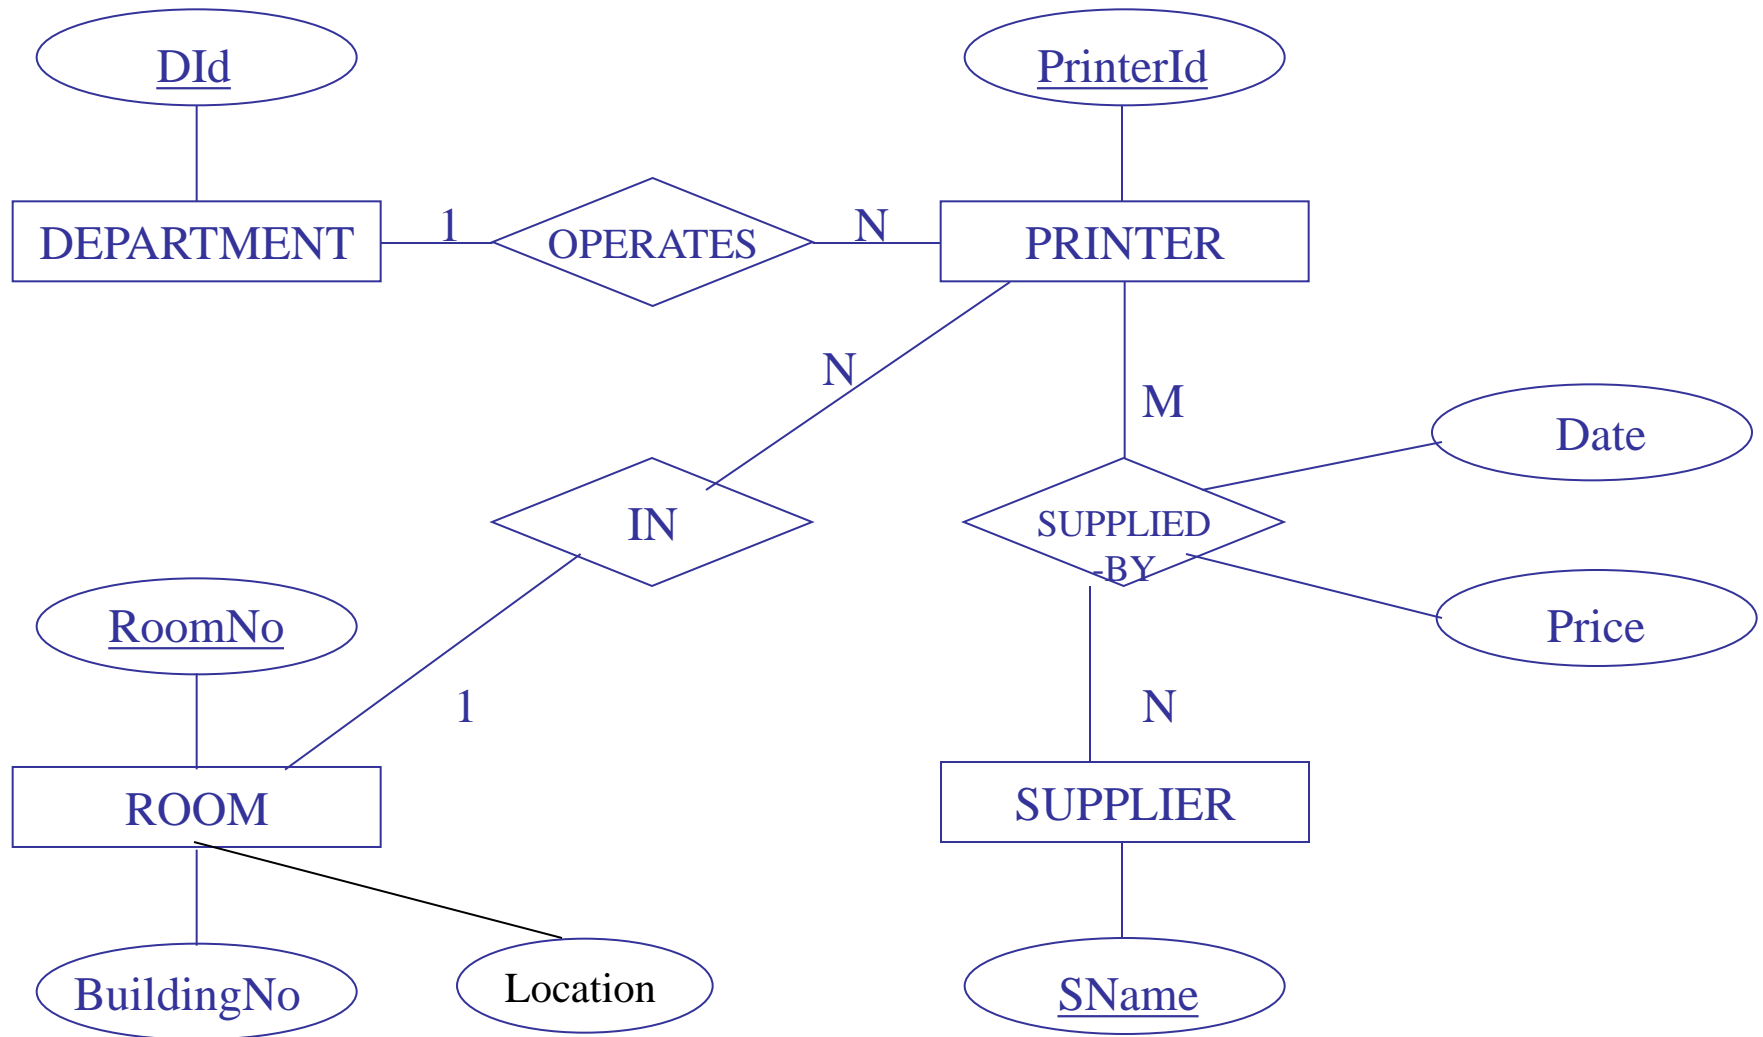 DId
PrinterId
DEPARTMENT
1
OPERATES
N
PRINTER
N
M
Date
IN
SUPPLIED
-BY
RoomNo
Price
1
N
ROOM
SUPPLIER
BuildingNo
Location
SName